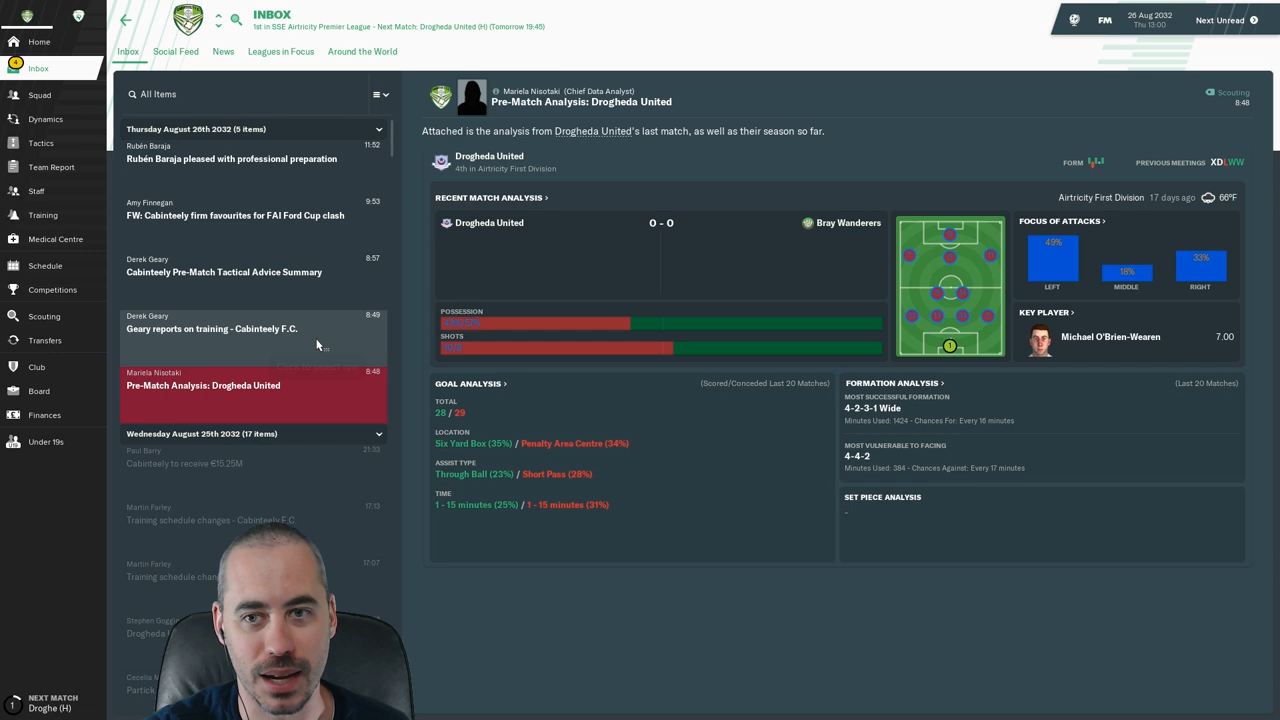 INBOX
1st in SSE Airtricity Premier League - Next Match: Drogheda United (H) (Tomorrow 19:45)
FM
26 Aug 2032
Thu 13:00
Next Unread
Inbox
Social Feed
News
Leagues in Focus
Around the World
Home
4
Inbox
Squad
Dynamics
Tactics
Team Report
Staff
Training
Medical Centre
Schedule
Competitions
Scouting
Transfers
Club
Board
Finances
Under 19s
1
NEXT MATCH
Droghe (H)
All Items
Thursday August 26th 2032 (5 items)
Rubén Baraja 11:52
Rubén Baraja pleased with professional preparation
Amy Finnegan 9:53
FW: Cabinteely firm favourites for FAI Ford Cup clash
Derek Geary 8:57
Cabinteely Pre-Match Tactical Advice Summary
Derek Geary 8:49
Geary reports on training - Cabinteely F.C.
Mariela Nisotaki 8:48
Pre-Match Analysis: Drogheda United
Wednesday August 25th 2032 (17 items)
Paul Barry 21:33
Cabinteely to receive €15.25M
Martin Farley 17:13
Training schedule changes - Cabinteely F.C.
Martin Farley 17:07
Training schedule chan
Stephen Goggin
Drogheda
Cecelia M
Partick
Mariela Nisotaki (Chief Data Analyst)
Pre-Match Analysis: Drogheda United
Scouting
8:48
Attached is the analysis from Drogheda United's last match, as well as their season so far.
Drogheda United
4th in Airtricity First Division
FORM
PREVIOUS MEETINGS XDLWW
RECENT MATCH ANALYSIS >
Airtricity First Division 17 days ago 66°F
Drogheda United 0 - 0 Bray Wanderers
POSSESSION
SHOTS
1
FOCUS OF ATTACKS >
49%
18%
33%
LEFT
MIDDLE
RIGHT
KEY PLAYER >
Michael O'Brien-Wearen 7.00
GOAL ANALYSIS > (Scored/Conceded Last 20 Matches)
TOTAL
28 / 29
LOCATION
Six Yard Box (35%) / Penalty Area Centre (34%)
ASSIST TYPE
Through Ball (23%) / Short Pass (28%)
TIME
1 - 15 minutes (25%) / 1 - 15 minutes (31%)
FORMATION ANALYSIS > (Last 20 Matches)
MOST SUCCESSFUL FORMATION
4-2-3-1 Wide
Minutes Used: 1424 - Chances For: Every 16 minutes
MOST VULNERABLE TO FACING
4-4-2
Minutes Used: 384 - Chances Against: Every 17 minutes
SET PIECE ANALYSIS
-